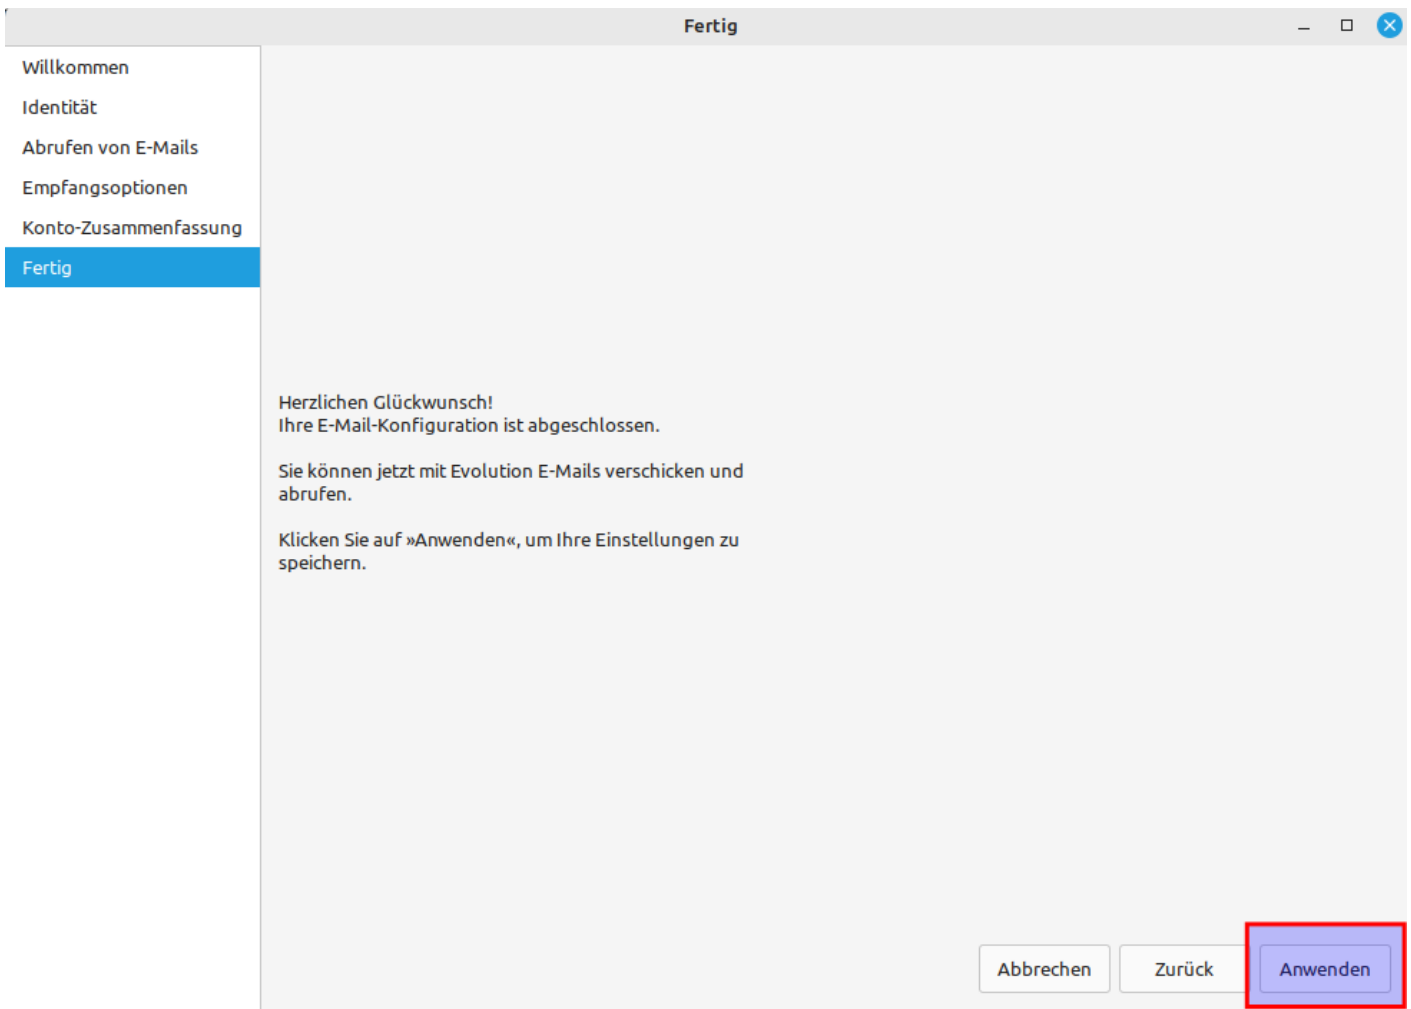 Fertig
Willkommen
Identität
Abrufen von E-Mails
Empfangsoptionen
Konto-Zusammenfassung
Fertig
Herzlichen Glückwunsch!
Ihre E-Mail-Konfiguration ist abgeschlossen.
Sie können jetzt mit Evolution E-Mails verschicken und
abrufen.
Klicken Sie auf »Anwenden«, um Ihre Einstellungen zu
speichern.
Abbrechen
Zurück
Anwenden